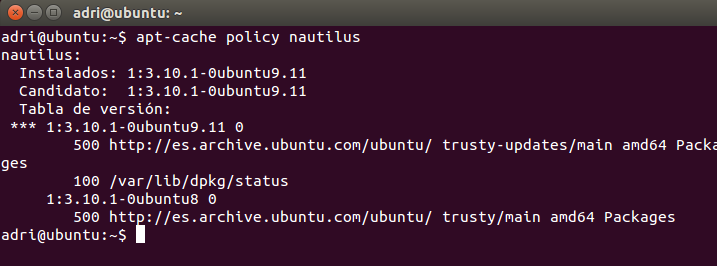 adri@ubuntu: ~
adri@ubuntu:~$ apt-cache policy nautilus
nautilus:
  Instalados: 1:3.10.1-0ubuntu9.11
  Candidato:  1:3.10.1-0ubuntu9.11
  Tabla de versión:
 *** 1:3.10.1-0ubuntu9.11 0
        500 http://es.archive.ubuntu.com/ubuntu/ trusty-updates/main amd64 Packa
ges
        100 /var/lib/dpkg/status
     1:3.10.1-0ubuntu8 0
        500 http://es.archive.ubuntu.com/ubuntu/ trusty/main amd64 Packages
adri@ubuntu:~$